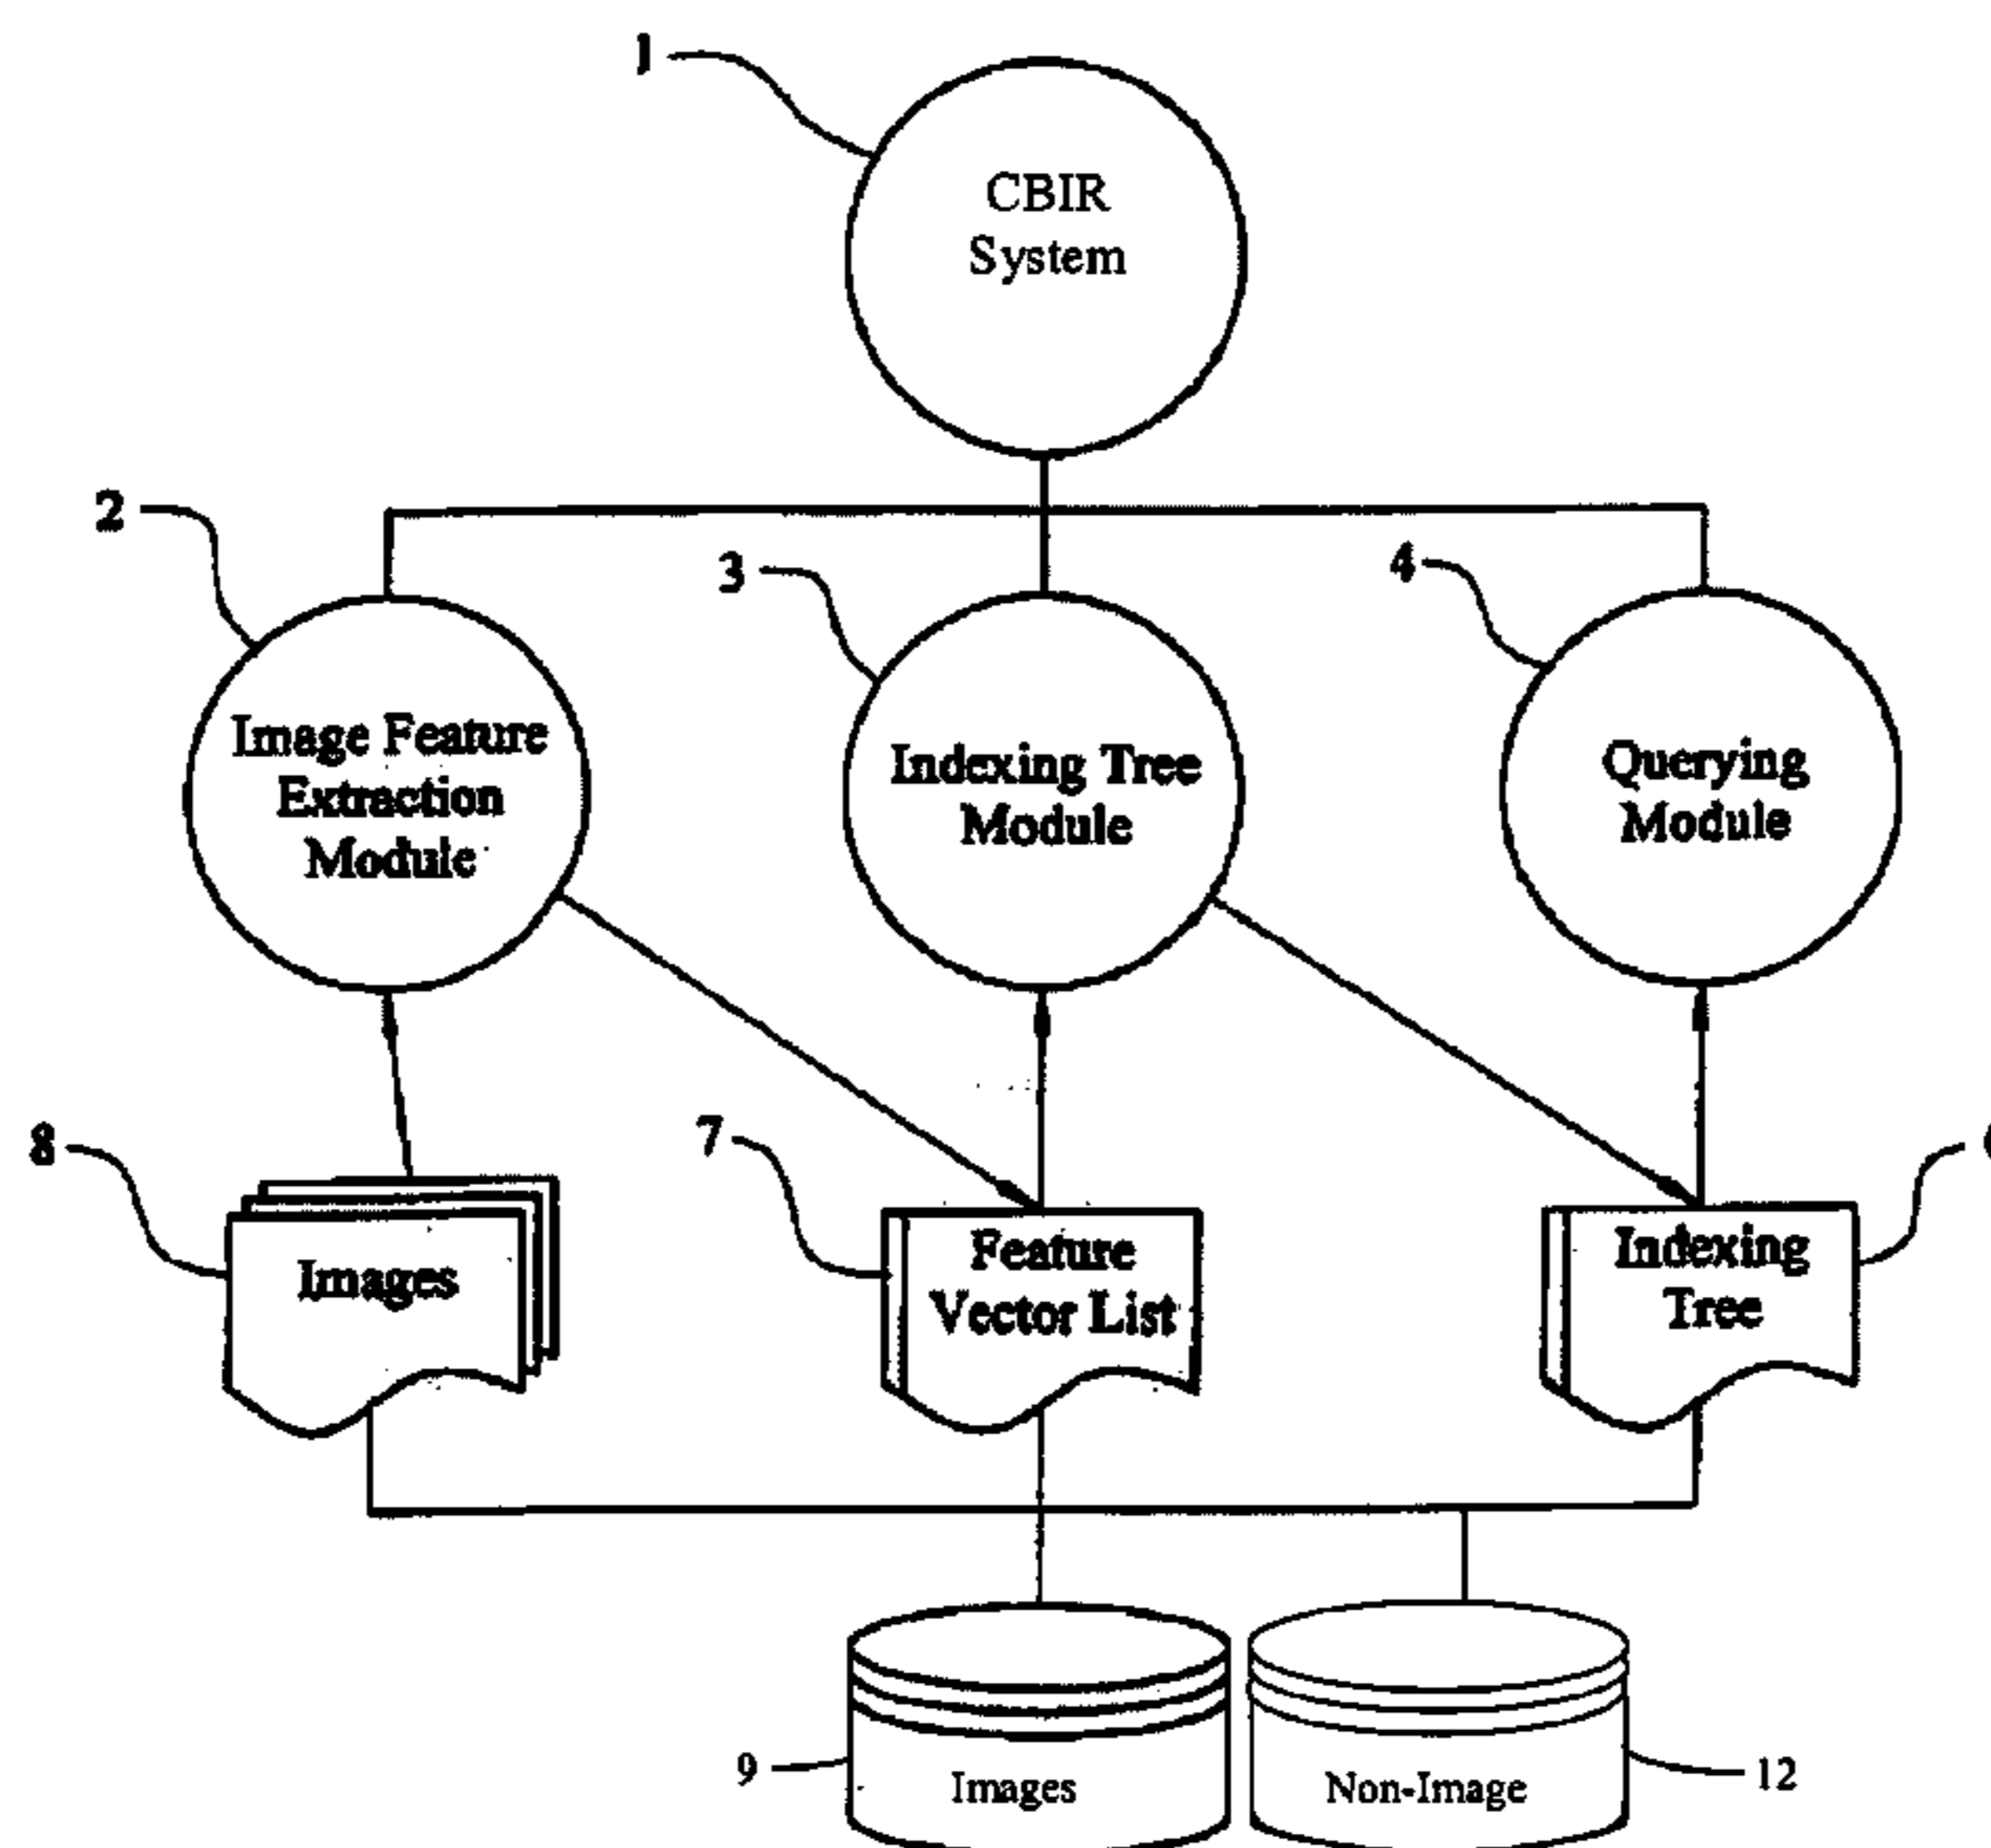 1
CBIR
System
2
3
4
Image Feature
Extraction
Module
Indexing Tree
Module
Querying
Module
8
7
Images
Feature
Vector List
Indexing
Tree
9
Images
Non-Image
12